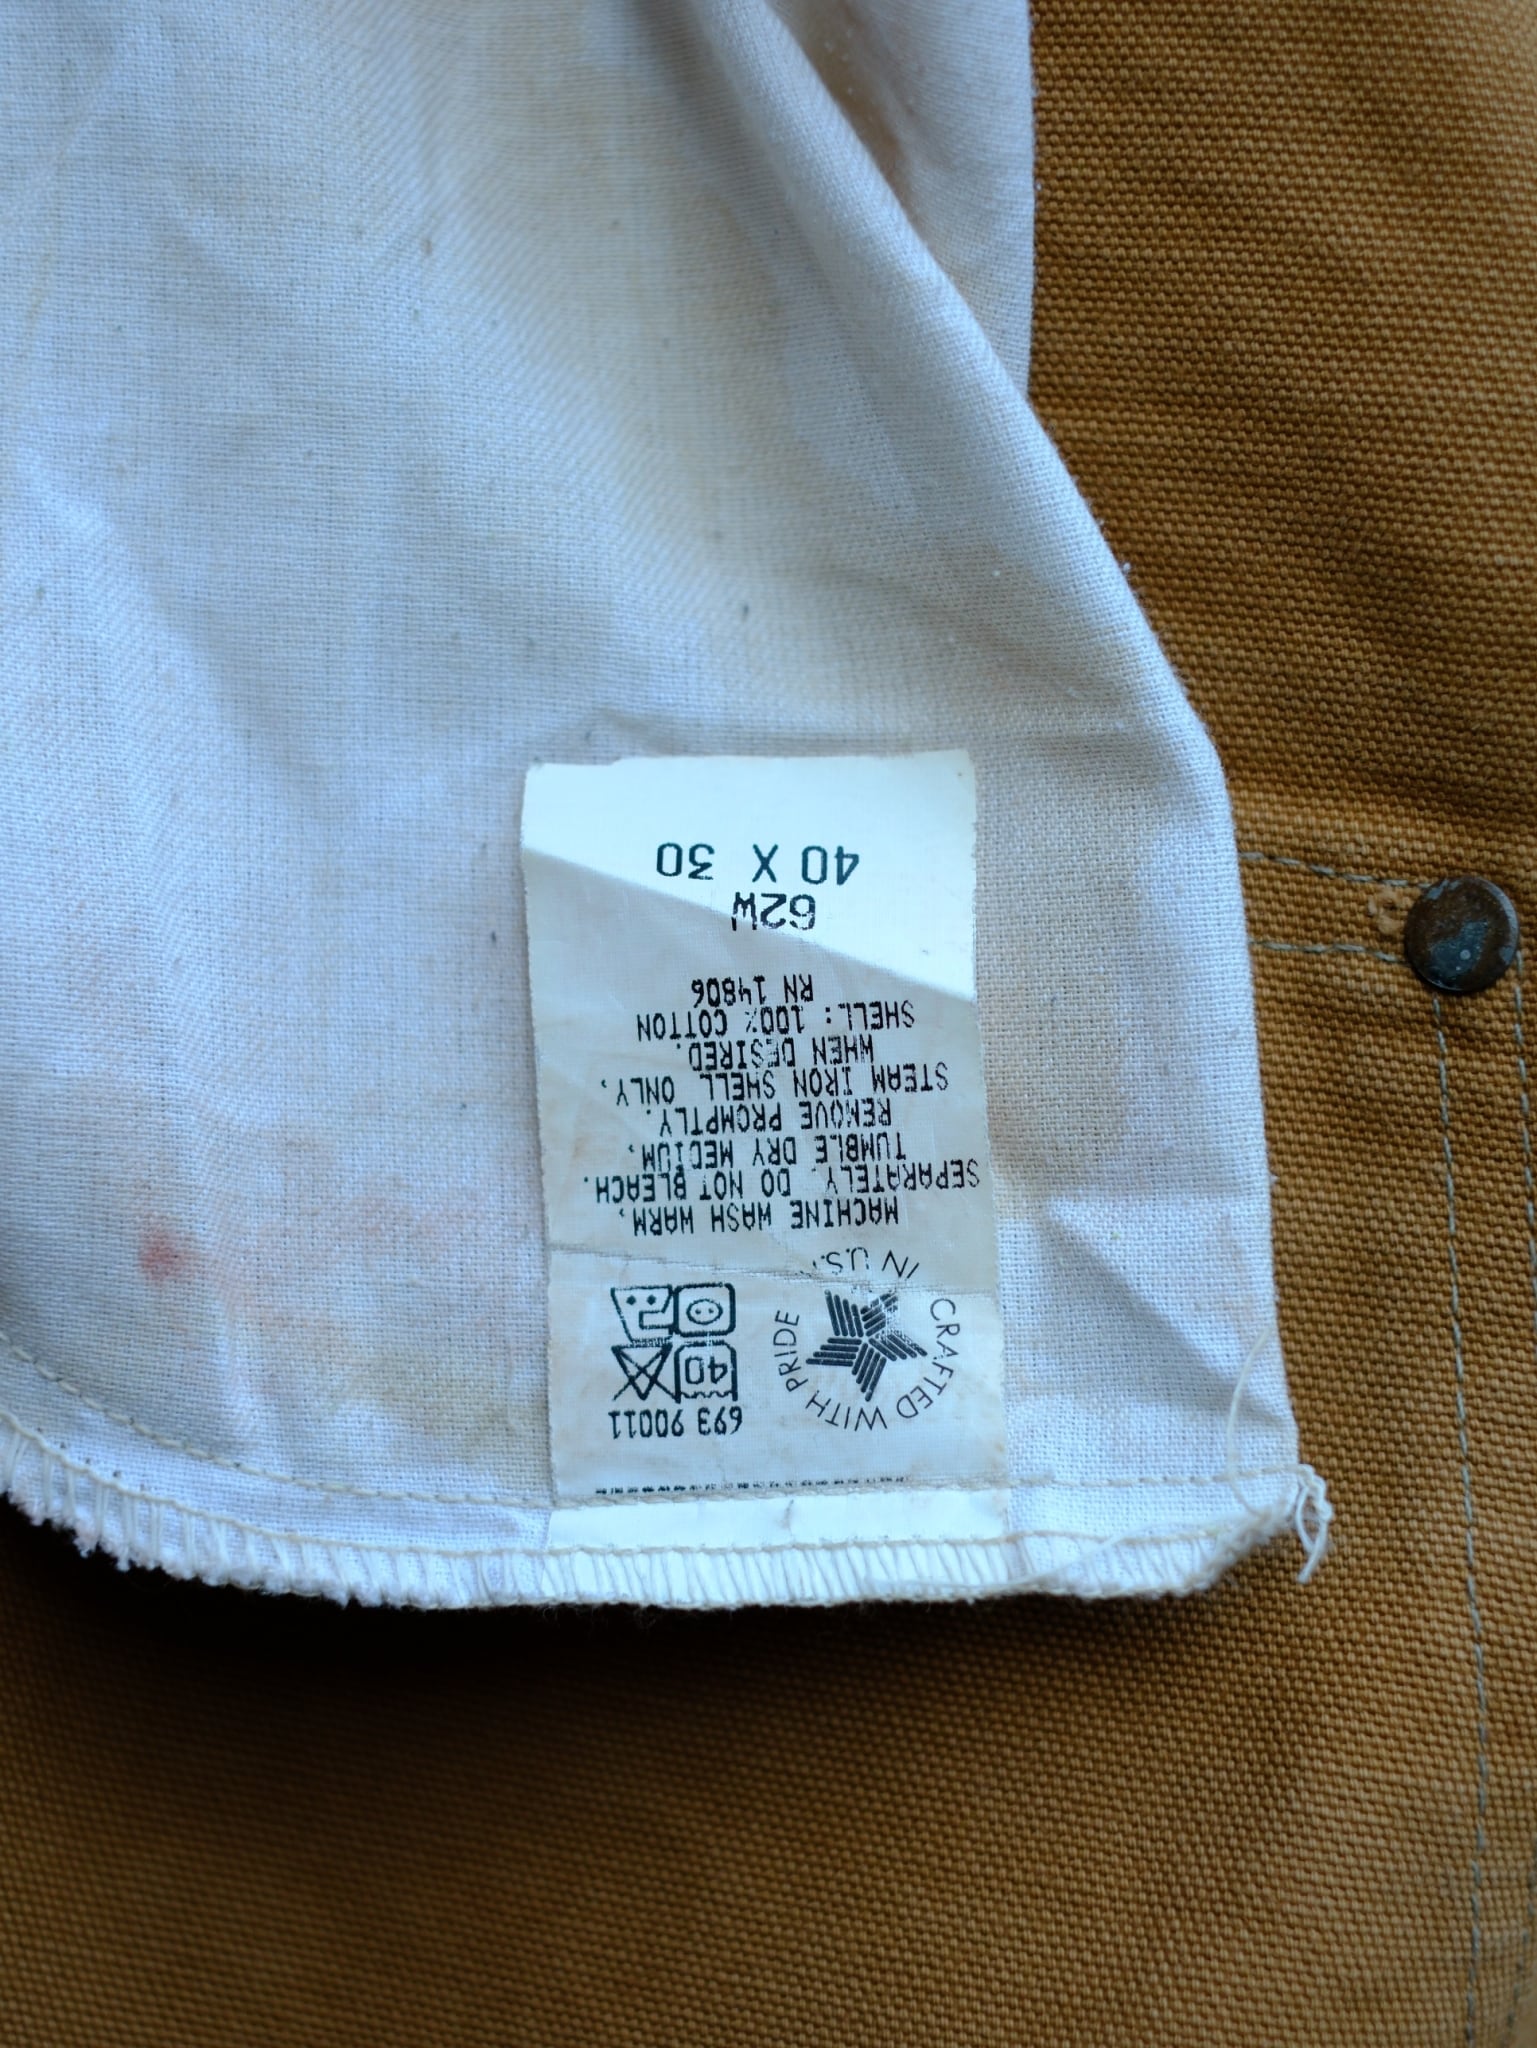 693 90011
40
CRAFTED WITH PRIDE
IN U.S.
MACHINE WASH WARM,
SEPARATELY. DO NOT BLEACH.
TUMBLE DRY MEDIUM,
REMOVE PROMPTLY.
STEAM IRON SHELL ONLY,
WHEN DESIRED.
SHELL: 100% COTTON
RN 14806
62W
40 X 30